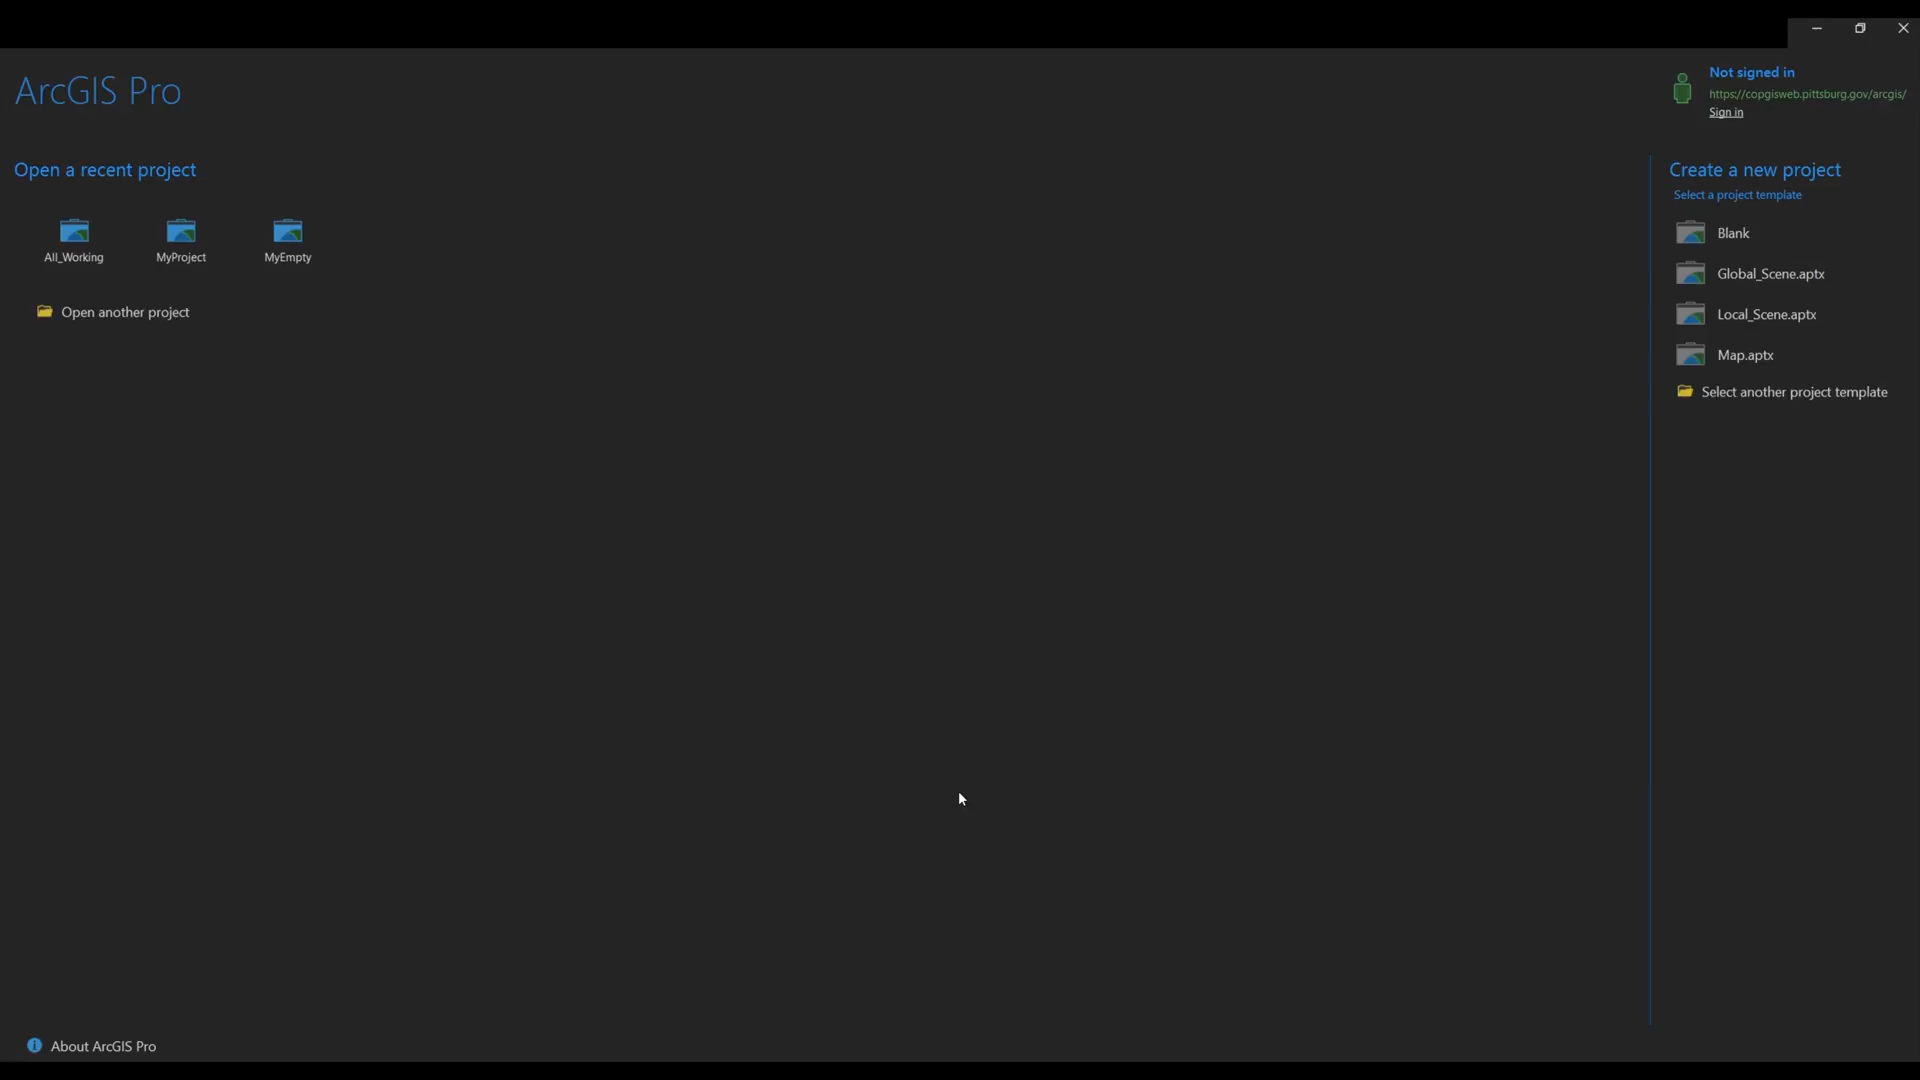 ArcGIS Pro
Not signed in
https://copgisweb.pittsburg.gov/arcgis/
Sign in
Open a recent project
All_Working
MyProject
MyEmpty
Open another project
Create a new project
Select a project template
Blank
Global_Scene.aptx
Local_Scene.aptx
Map.aptx
Select another project template
About ArcGIS Pro